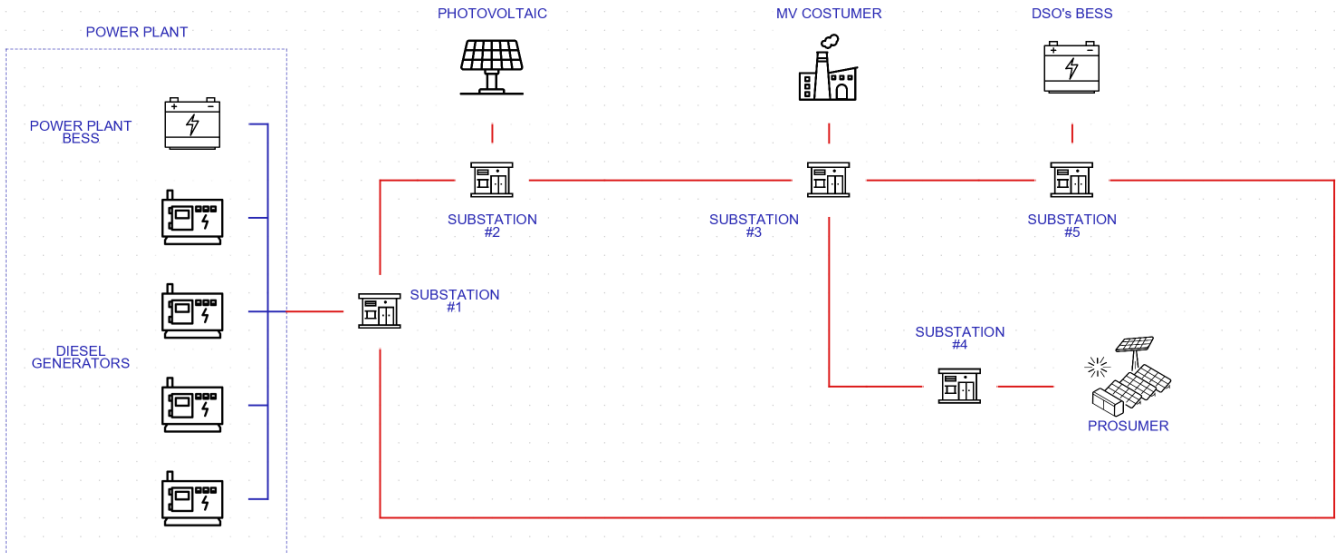 PHOTOVOLTAIC
MV COSTUMER
DSO's BESS
POWER PLANT
POWER PLANT
BESS
SUBSTATION
#2
SUBSTATION
#3
SUBSTATION
#5
SUBSTATION
#1
SUBSTATION
#4
DIESEL
GENERATORS
PROSUMER